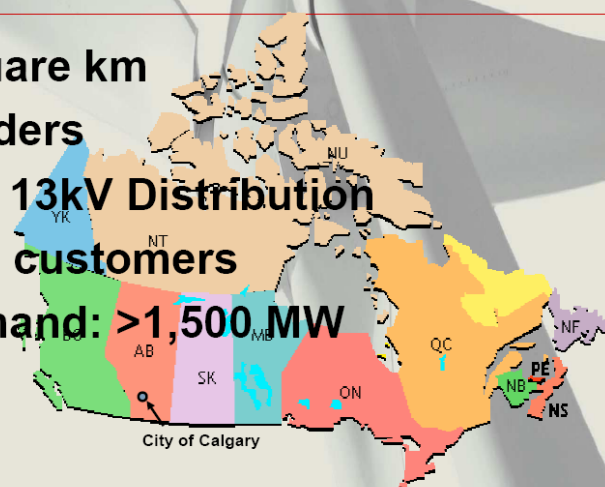 uare km
ders
13kV Distribution
customers
nand: >1,500 MW
NU
YK
NT
BC
AB
SK
MB
ON
QC
NF
PE
NB
NS
City of Calgary